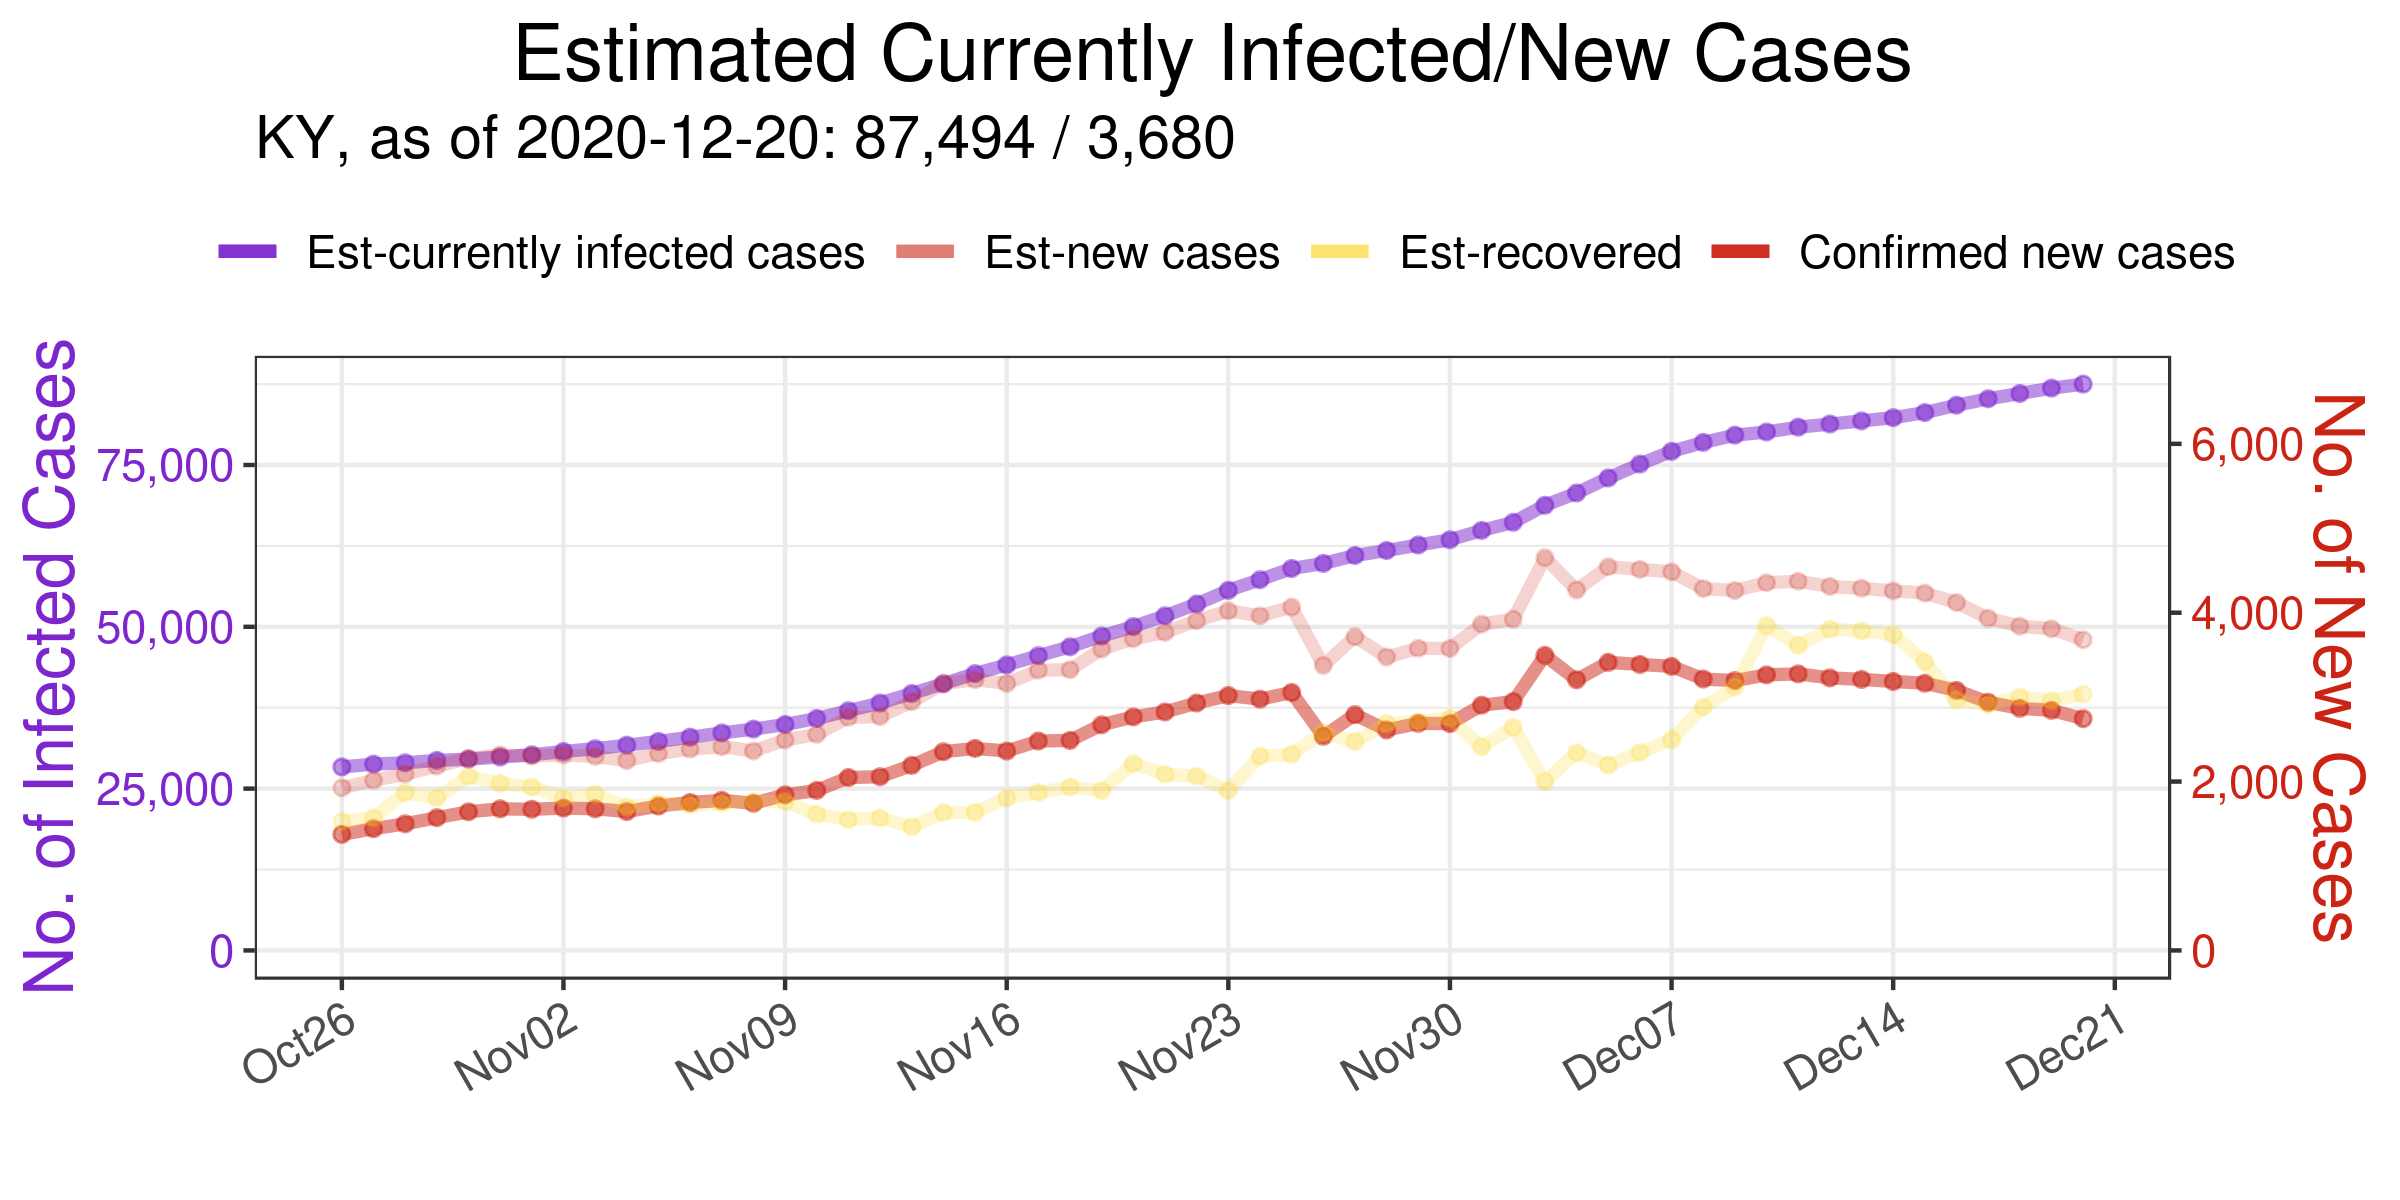 Estimated Currently Infected/New Cases
KY, as of 2020-12-20: 87,494 / 3,680
Est-currently infected cases Est-new cases Est-recovered Confirmed new cases
No. of Infected Cases
75,000
50,000
25,000
0
6,000
4,000
2,000
0
No. of New Cases
Oct26 Nov02 Nov09 Nov16 Nov23 Nov30 Dec07 Dec14 Dec21